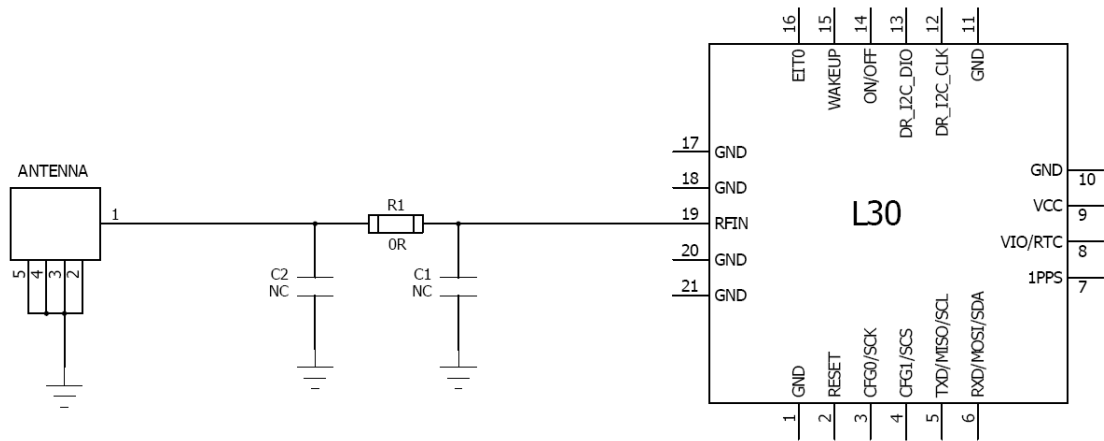 16
15
14
13
12
11
EIT0
WAKEUP
ON/OFF
DR_I2C_DIO
DR_I2C_CLK
GND
17 GND
18 GND
19 RFIN
20 GND
21 GND
L30
GND 10
VCC 9
VIO/RTC 8
1PPS 7
ANTENNA
1
5
4
3
2
R1
0R
C2
NC
C1
NC
GND
RESET
CFG0/SCK
CFG1/SCS
TXD/MISO/SCL
RXD/MOSI/SDA
1
2
3
4
5
6